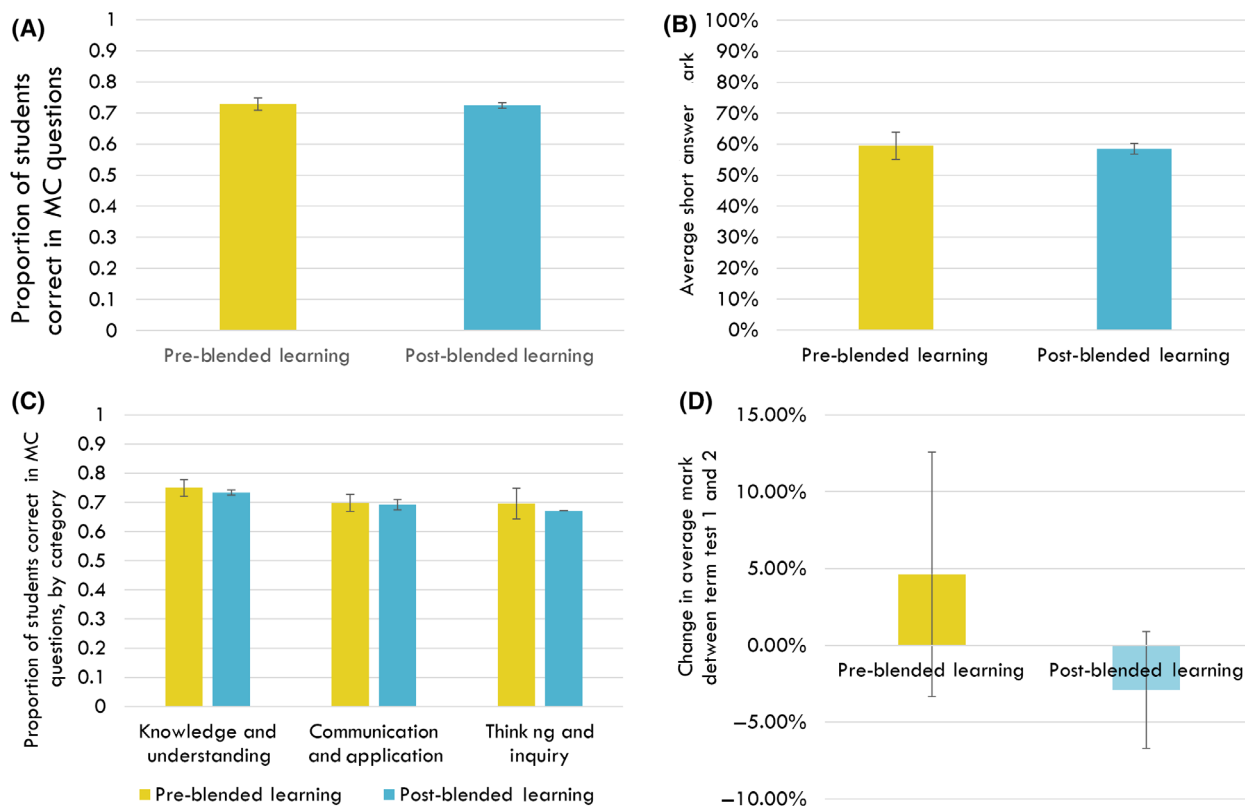 (A)
Proportion of students
correct in MC questions
1
0.9
0.8
0.7
0.6
0.5
0.4
0.3
0.2
0.1
0
Pre-blended learning
Post-blended learning
(B)
Average short answer ark
100%
90%
80%
70%
60%
50%
40%
30%
20%
10%
0%
Pre-blended learning
Post-blended learning
(C)
Proportion of students correct in MC
questions, by category
1
0.9
0.8
0.7
0.6
0.5
0.4
0.3
0.2
0.1
0
Knowledge and
understanding
Communication
and application
Think ng and
inquiry
Pre-blended learning
Post-blended learning
(D)
Change in average mark
detween term test 1 and 2
15.00%
10.00%
5.00%
0.00%
Pre-blended learning
Post-blended learning
−5.00%
−10.00%